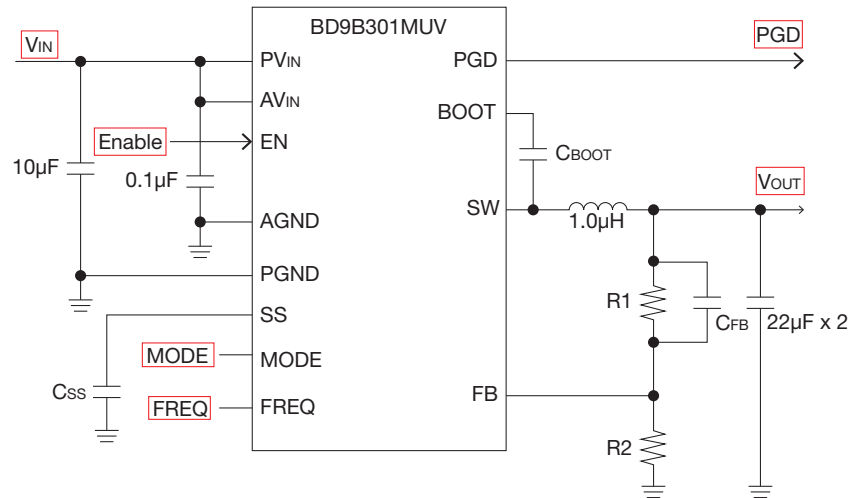 BD9B301MUV
VIN
PGD
PVIN
PGD
AVIN
BOOT
Enable
EN
CBOOT
10µF
0.1µF
VOUT
SW
AGND
1.0µH
PGND
R1
SS
CFB
22µF x 2
MODE
MODE
CSS
FB
FREQ
FREQ
R2